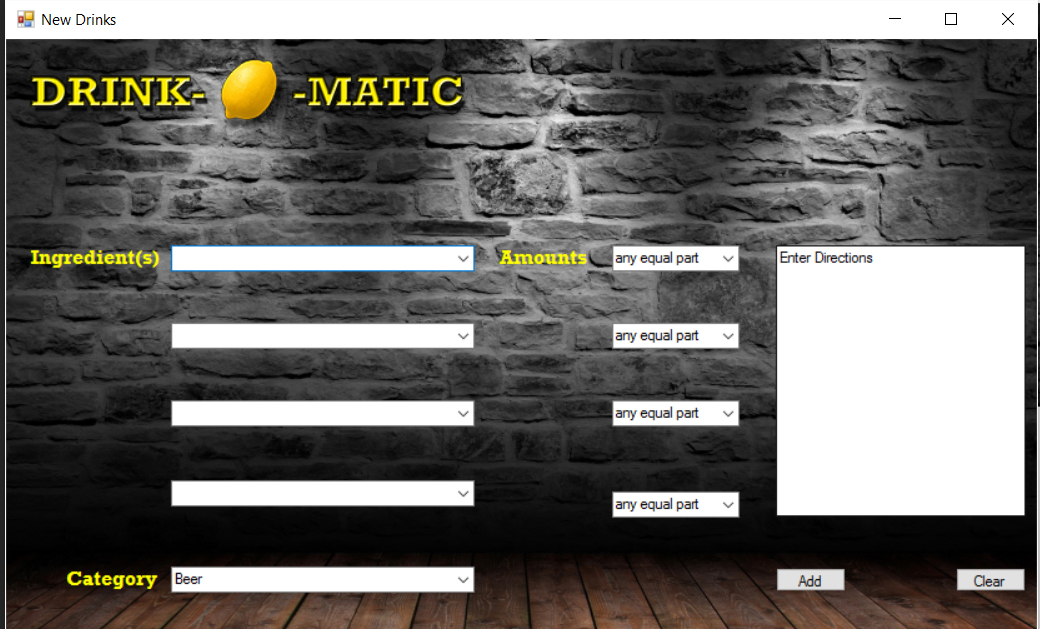 New Drinks
DRINK- -MATIC
Ingredient(s) Amounts any equal part Enter Directions
any equal part
any equal part
any equal part
Category Beer Add Clear